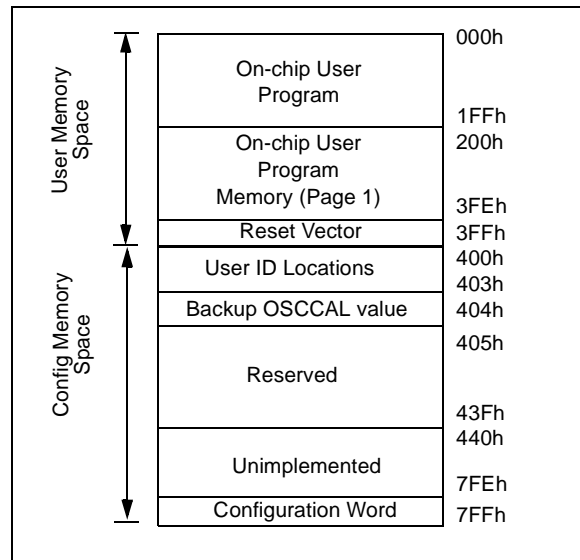 000h
On-chip User
Program
1FFh
200h
On-chip User
Program
Memory (Page 1)
3FEh
Reset Vector
3FFh
User Memory
Space
400h
User ID Locations
403h
Backup OSCCAL value
404h
405h
Reserved
43Fh
440h
Unimplemented
7FEh
Configuration Word
7FFh
Config Memory
Space